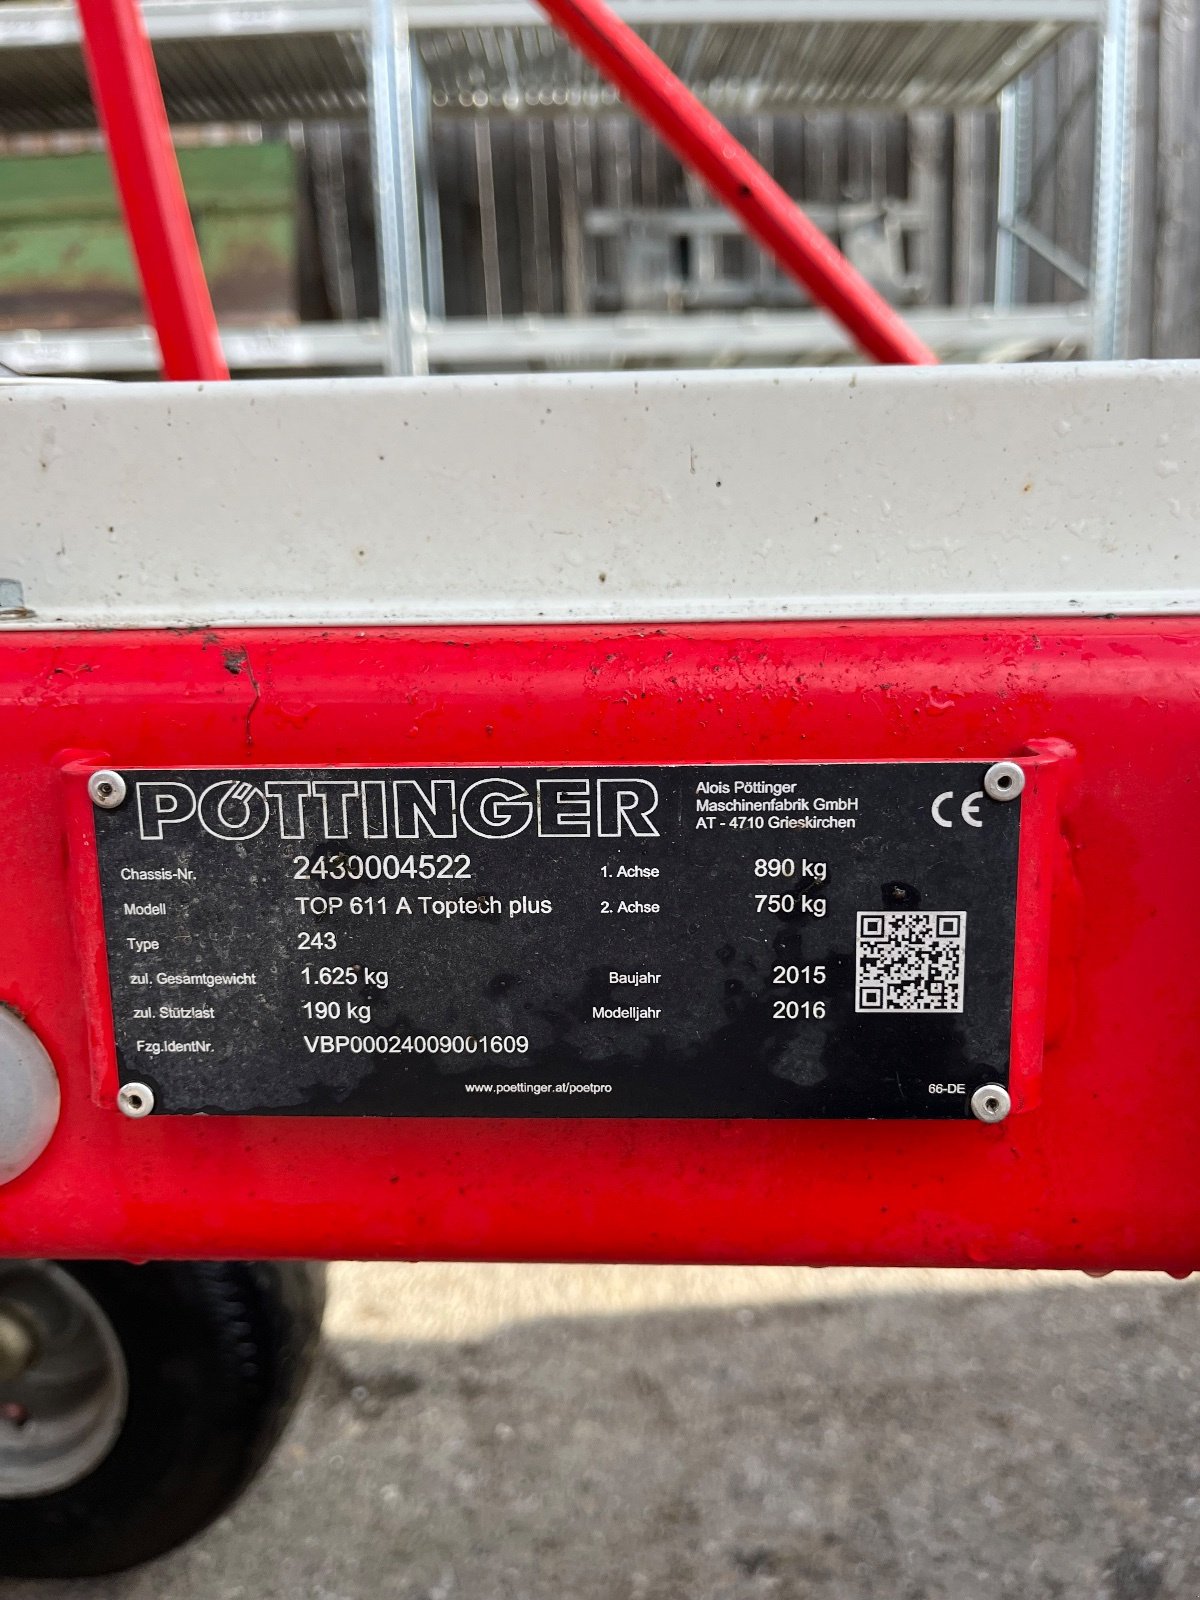 PÖTTINGER
Alois Pöttinger
Maschinenfabrik GmbH
AT - 4710 Grieskirchen
CE
Chassis-Nr. 2430004522 1. Achse 890 kg
Modell TOP 611 A Toptech plus 2. Achse 750 kg
Type 243
zul. Gesamtgewicht 1.625 kg Baujahr 2015
zul. Stützlast 190 kg Modelljahr 2016
Fzg.IdentNr. VBP00024009001609
www.poettinger.at/poetpro 66-DE